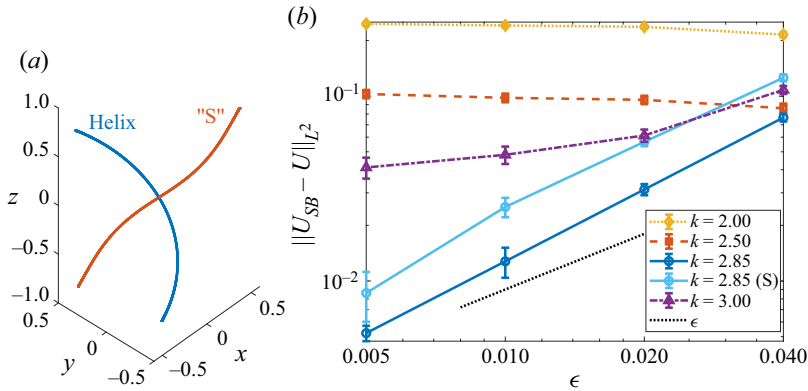 (a)
Helix
"S"
1.0
0.5
z 0
−0.5
−1.0
0.5
0
−0.5
y
−0.5
0
0.5
x
(b)
||U_SB − U||_L²
10⁻¹
10⁻²
k = 2.00
k = 2.50
k = 2.85
k = 2.85 (S)
k = 3.00
ϵ
0.005 0.010 0.020 0.040
ϵ